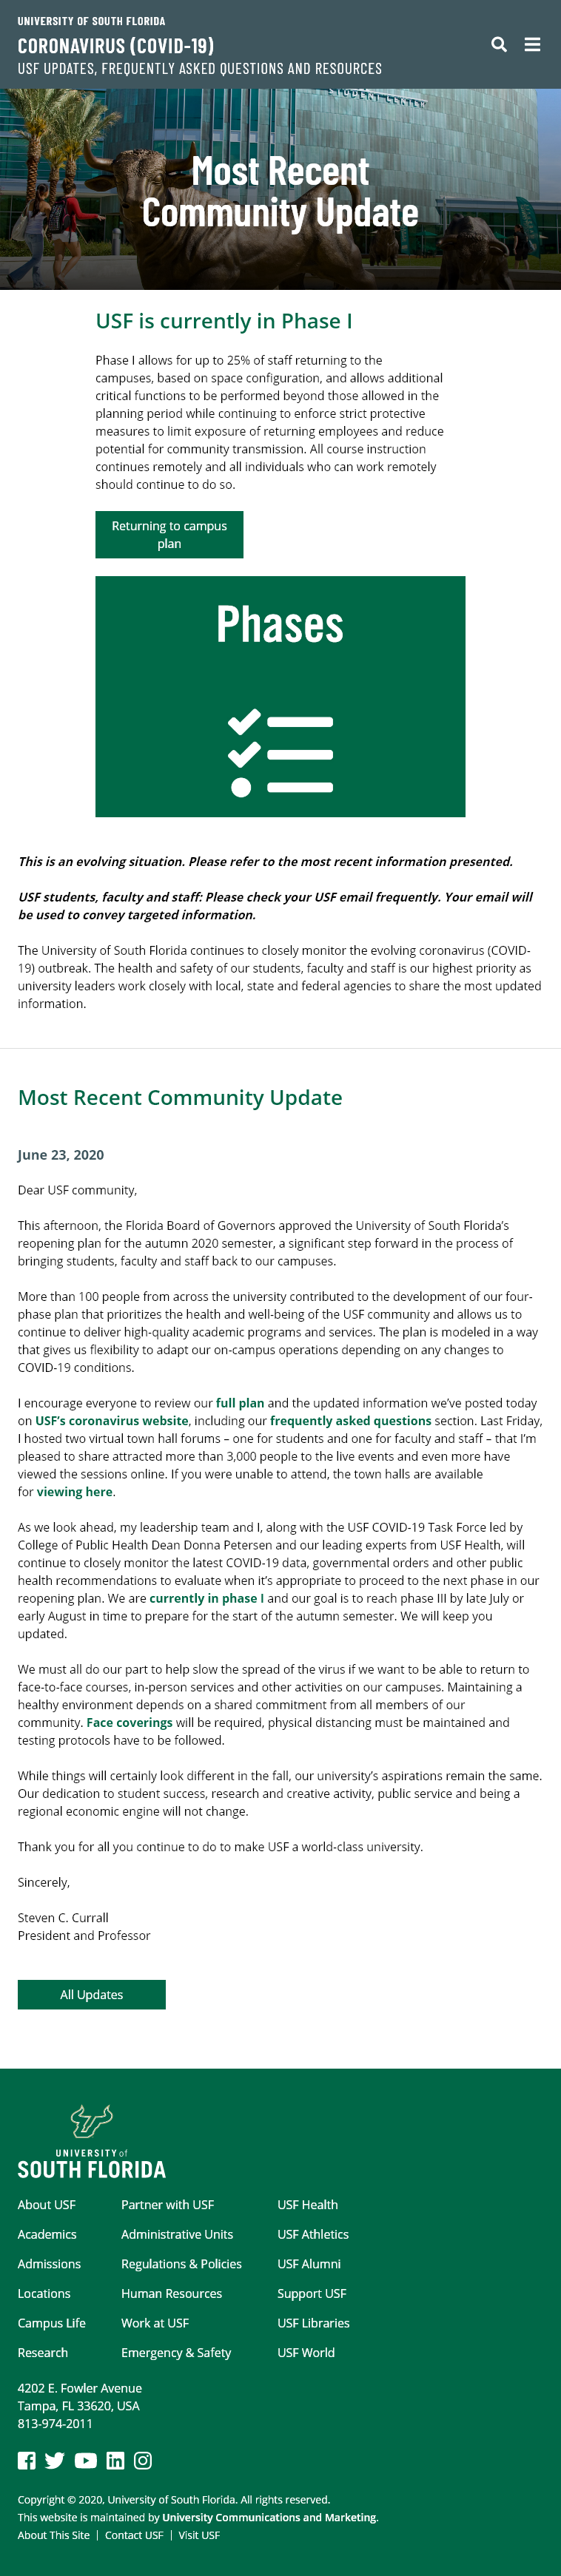 UNIVERSITY OF SOUTH FLORIDA
CORONAVIRUS (COVID-19)
USF UPDATES, FREQUENTLY ASKED QUESTIONS AND RESOURCES
STUDENT CENTER
Most Recent
Community Update
USF is currently in Phase I
Phase I allows for up to 25% of staff returning to the
campuses, based on space configuration, and allows additional
critical functions to be performed beyond those allowed in the
planning period while continuing to enforce strict protective
measures to limit exposure of returning employees and reduce
potential for community transmission. All course instruction
continues remotely and all individuals who can work remotely
should continue to do so.
Returning to campus
plan
Phases
This is an evolving situation. Please refer to the most recent information presented.
USF students, faculty and staff: Please check your USF email frequently. Your email will
be used to convey targeted information.
The University of South Florida continues to closely monitor the evolving coronavirus (COVID-
19) outbreak. The health and safety of our students, faculty and staff is our highest priority as
university leaders work closely with local, state and federal agencies to share the most updated
information.
Most Recent Community Update
June 23, 2020
Dear USF community,
This afternoon, the Florida Board of Governors approved the University of South Florida’s
reopening plan for the autumn 2020 semester, a significant step forward in the process of
bringing students, faculty and staff back to our campuses.
More than 100 people from across the university contributed to the development of our four-
phase plan that prioritizes the health and well-being of the USF community and allows us to
continue to deliver high-quality academic programs and services. The plan is modeled in a way
that gives us flexibility to adapt our on-campus operations depending on any changes to
COVID-19 conditions.
I encourage everyone to review our full plan and the updated information we’ve posted today
on USF’s coronavirus website, including our frequently asked questions section. Last Friday,
I hosted two virtual town hall forums – one for students and one for faculty and staff – that I’m
pleased to share attracted more than 3,000 people to the live events and even more have
viewed the sessions online. If you were unable to attend, the town halls are available
for viewing here.
As we look ahead, my leadership team and I, along with the USF COVID-19 Task Force led by
College of Public Health Dean Donna Petersen and our leading experts from USF Health, will
continue to closely monitor the latest COVID-19 data, governmental orders and other public
health recommendations to evaluate when it’s appropriate to proceed to the next phase in our
reopening plan. We are currently in phase I and our goal is to reach phase III by late July or
early August in time to prepare for the start of the autumn semester. We will keep you
updated.
We must all do our part to help slow the spread of the virus if we want to be able to return to
face-to-face courses, in-person services and other activities on our campuses. Maintaining a
healthy environment depends on a shared commitment from all members of our
community. Face coverings will be required, physical distancing must be maintained and
testing protocols have to be followed.
While things will certainly look different in the fall, our university’s aspirations remain the same.
Our dedication to student success, research and creative activity, public service and being a
regional economic engine will not change.
Thank you for all you continue to do to make USF a world-class university.
Sincerely,
Steven C. Currall
President and Professor
All Updates
UNIVERSITY of
SOUTH FLORIDA
About USF
Academics
Admissions
Locations
Campus Life
Research
Partner with USF
Administrative Units
Regulations & Policies
Human Resources
Work at USF
Emergency & Safety
USF Health
USF Athletics
USF Alumni
Support USF
USF Libraries
USF World
4202 E. Fowler Avenue
Tampa, FL 33620, USA
813-974-2011
Copyright © 2020, University of South Florida. All rights reserved.
This website is maintained by University Communications and Marketing.
About This Site | Contact USF | Visit USF